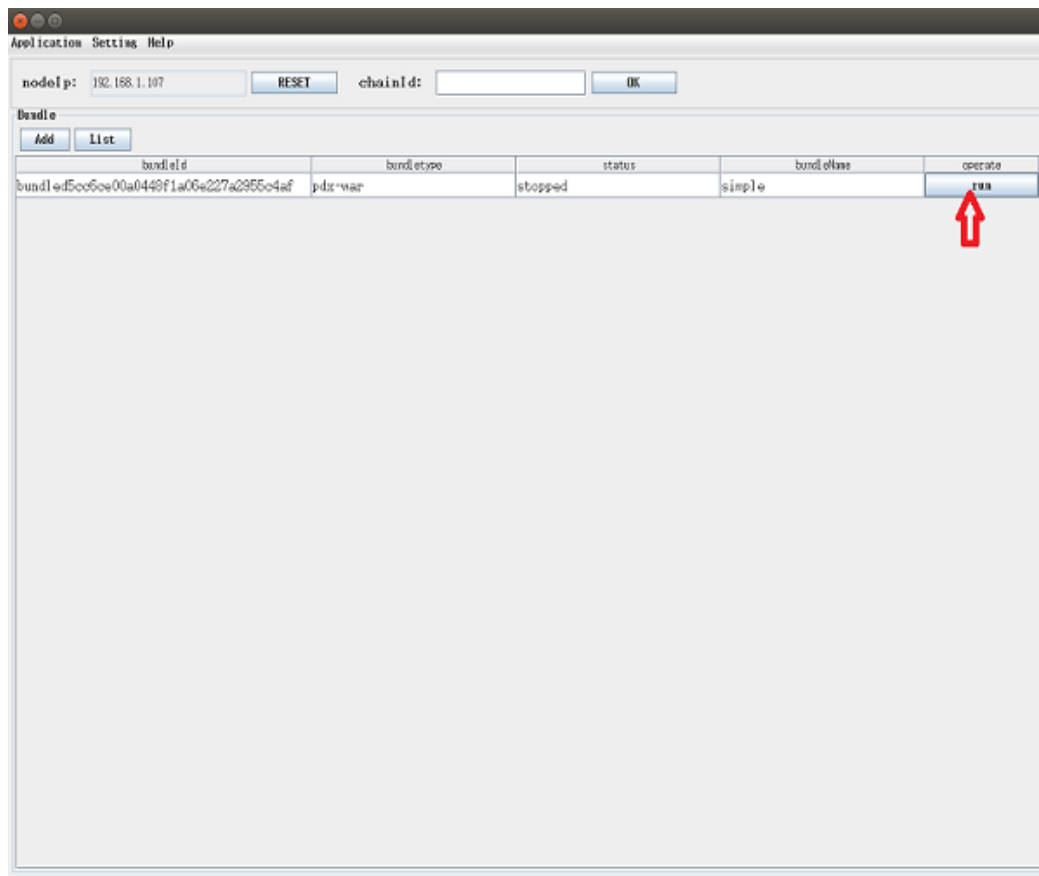 Application Setting Help
nodeIp: 192.168.1.107 RESET chainId: OK
Bundle
Add List
bundleId bundletype status bundleName operate
bundled5cc6ce00a0448f1a06e227a2955c4af pdx-war stopped simple run